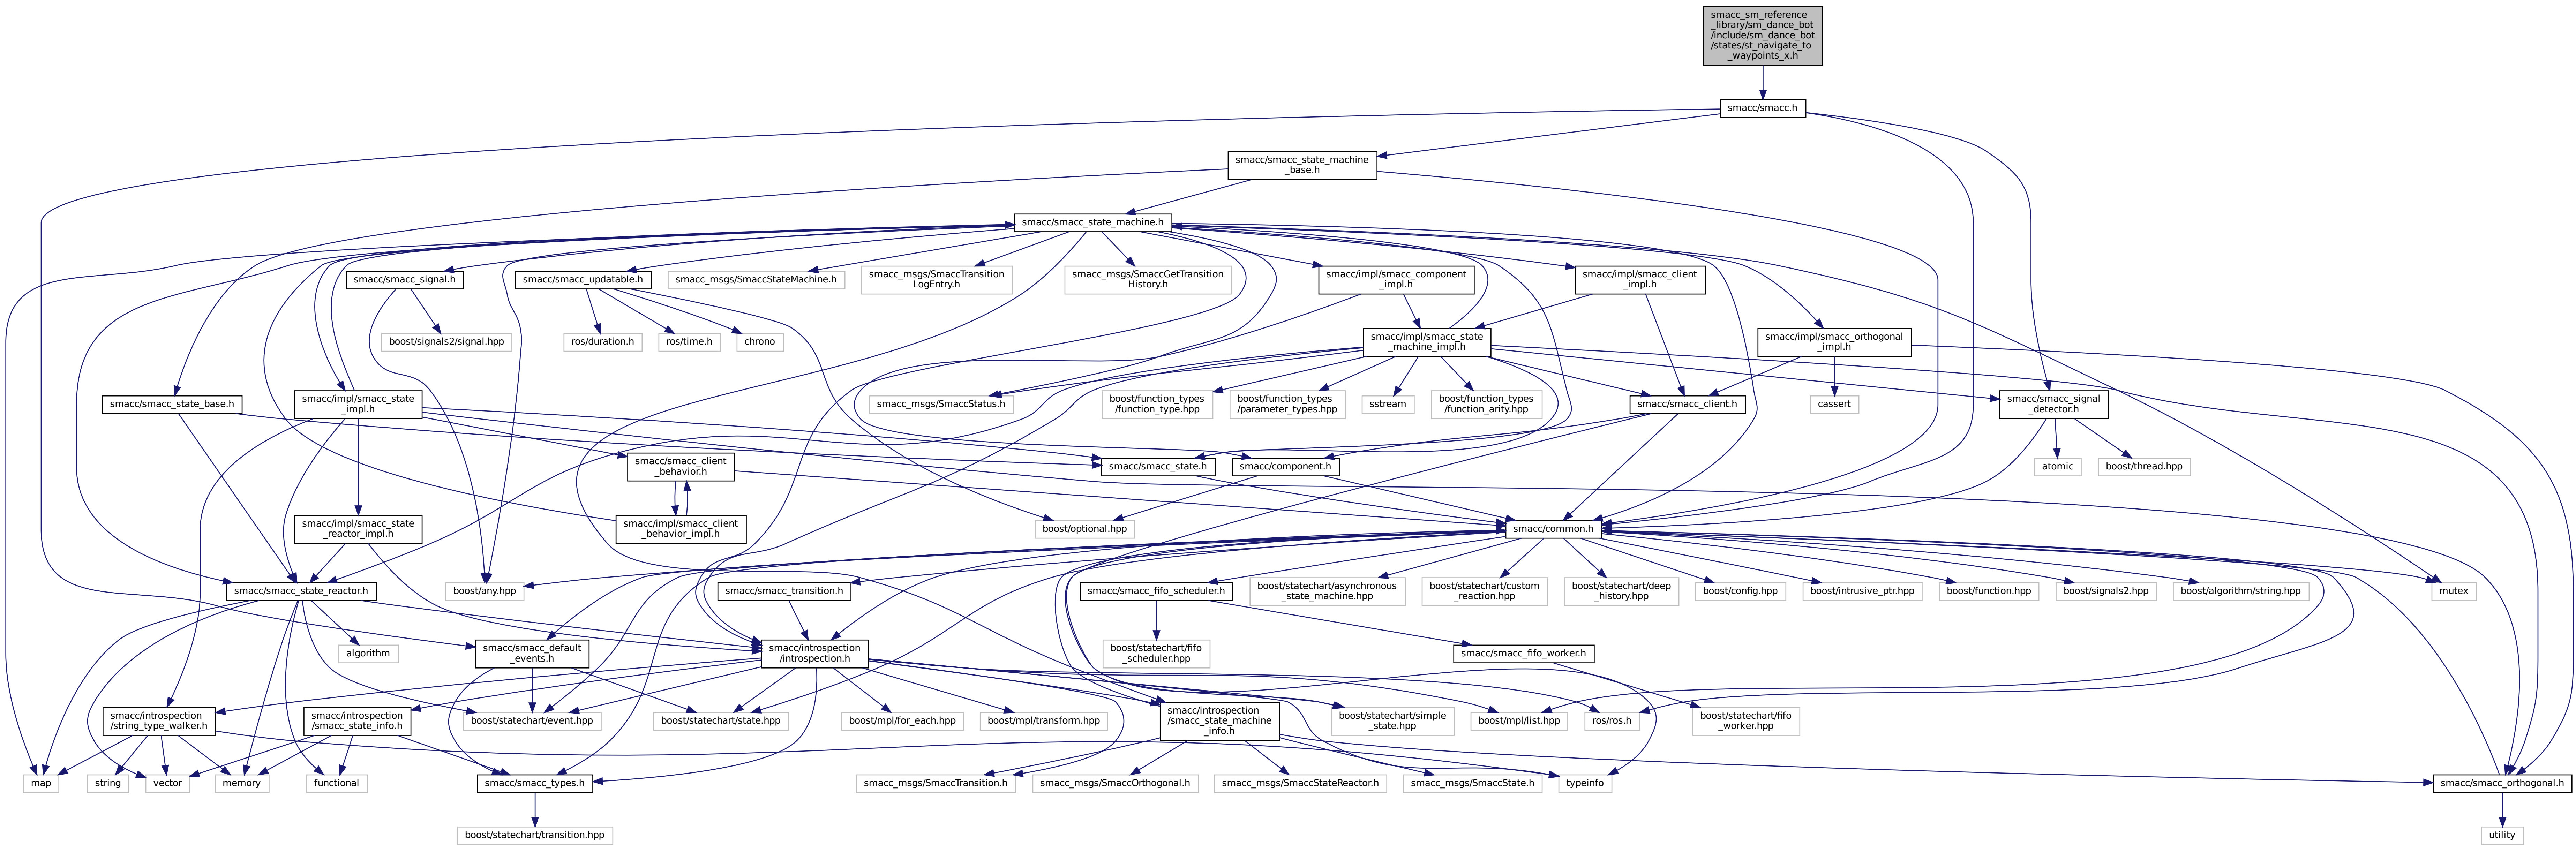 smacc_sm_reference
_library/sm_dance_bot
/include/sm_dance_bot
/states/st_navigate_to
_waypoints_x.h
smacc/smacc.h
smacc/smacc_state_machine
_base.h
smacc/smacc_state_machine.h
smacc/smacc_signal.h
smacc/smacc_updatable.h
smacc_msgs/SmaccStateMachine.h
smacc_msgs/SmaccTransition
LogEntry.h
smacc_msgs/SmaccGetTransition
History.h
smacc/impl/smacc_component
_impl.h
smacc/impl/smacc_client
_impl.h
boost/signals2/signal.hpp
ros/duration.h
ros/time.h
chrono
smacc/impl/smacc_state
_machine_impl.h
smacc/impl/smacc_orthogonal
_impl.h
smacc/smacc_state_base.h
smacc/impl/smacc_state
_impl.h
smacc_msgs/SmaccStatus.h
boost/function_types
/function_type.hpp
boost/function_types
/parameter_types.hpp
sstream
boost/function_types
/function_arity.hpp
smacc/smacc_client.h
cassert
smacc/smacc_signal
_detector.h
smacc/smacc_client
_behavior.h
smacc/smacc_state.h
smacc/component.h
atomic
boost/thread.hpp
smacc/impl/smacc_state
_reactor_impl.h
smacc/impl/smacc_client
_behavior_impl.h
boost/optional.hpp
smacc/common.h
smacc/smacc_state_reactor.h
boost/any.hpp
smacc/smacc_transition.h
smacc/smacc_fifo_scheduler.h
boost/statechart/asynchronous
_state_machine.hpp
boost/statechart/custom
_reaction.hpp
boost/statechart/deep
_history.hpp
boost/config.hpp
boost/intrusive_ptr.hpp
boost/function.hpp
boost/signals2.hpp
boost/algorithm/string.hpp
mutex
algorithm
smacc/smacc_default
_events.h
smacc/introspection
/introspection.h
boost/statechart/fifo
_scheduler.hpp
smacc/smacc_fifo_worker.h
smacc/introspection
/string_type_walker.h
smacc/introspection
/smacc_state_info.h
boost/statechart/event.hpp
boost/statechart/state.hpp
boost/mpl/for_each.hpp
boost/mpl/transform.hpp
smacc/introspection
/smacc_state_machine
_info.h
boost/statechart/simple
_state.hpp
boost/mpl/list.hpp
ros/ros.h
boost/statechart/fifo
_worker.hpp
map
string
vector
memory
functional
smacc/smacc_types.h
smacc_msgs/SmaccTransition.h
smacc_msgs/SmaccOrthogonal.h
smacc_msgs/SmaccStateReactor.h
smacc_msgs/SmaccState.h
typeinfo
smacc/smacc_orthogonal.h
boost/statechart/transition.hpp
utility